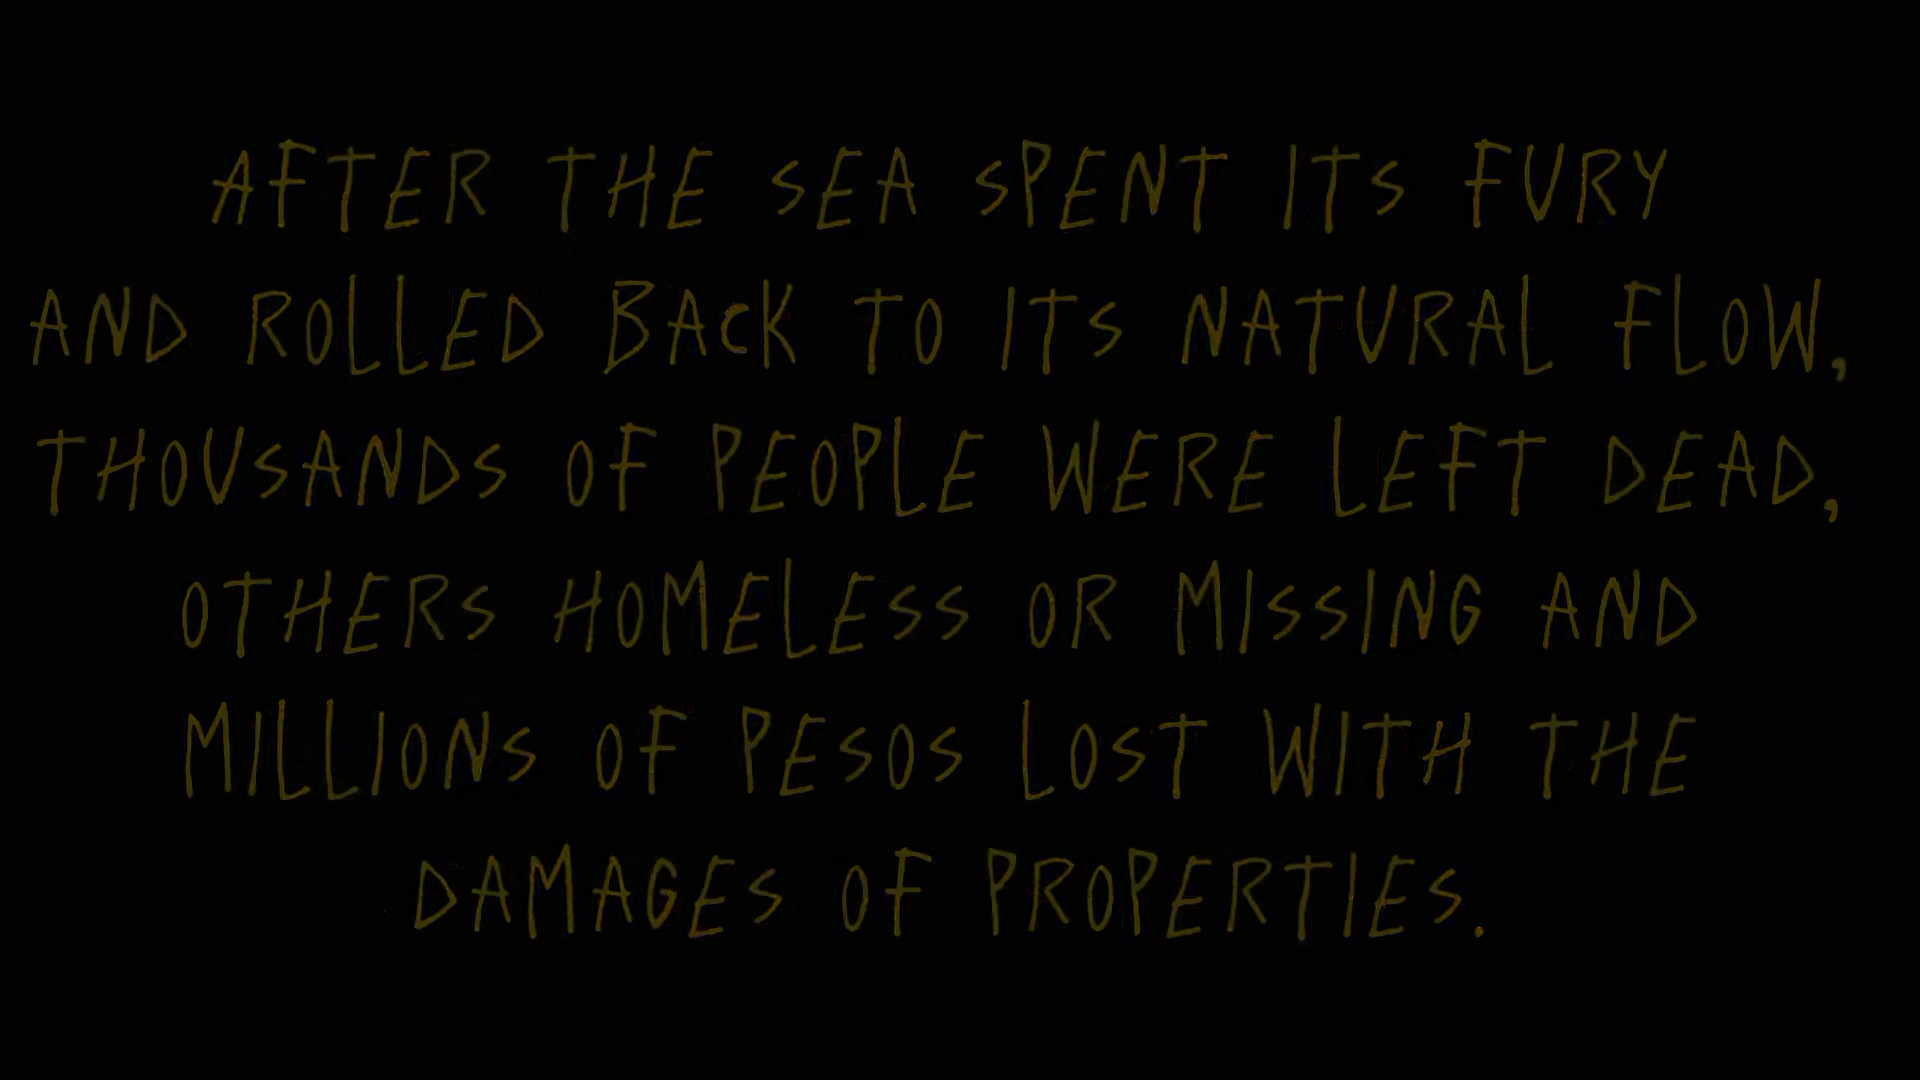 AFTER THE SEA SPENT ITS FURY
AND ROLLED BACK TO ITS NATURAL FLOW,
THOUSANDS OF PEOPLE WERE LEFT DEAD,
OTHERS HOMELESS OR MISSING AND
MILLIONS OF PESOS LOST WITH THE
DAMAGES OF PROPERTIES.